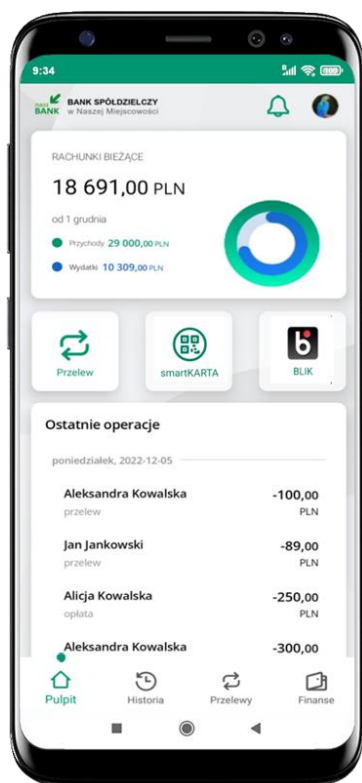 9:34
nasz BANK
BANK SPÓŁDZIELCZY
w Naszej Miejscowości
RACHUNKI BIEŻĄCE
18 691,00 PLN
od 1 grudnia
Przychody 29 000,00 PLN
Wydatki 10 309,00 PLN
Przelew
smartKARTA
BLIK
Ostatnie operacje
poniedziałek, 2022-12-05
Aleksandra Kowalska -100,00
przelew PLN
Jan Jankowski -89,00
przelew PLN
Alicja Kowalska -250,00
opłata PLN
Aleksandra Kowalska -300,00
Pulpit Historia Przelewy Finanse